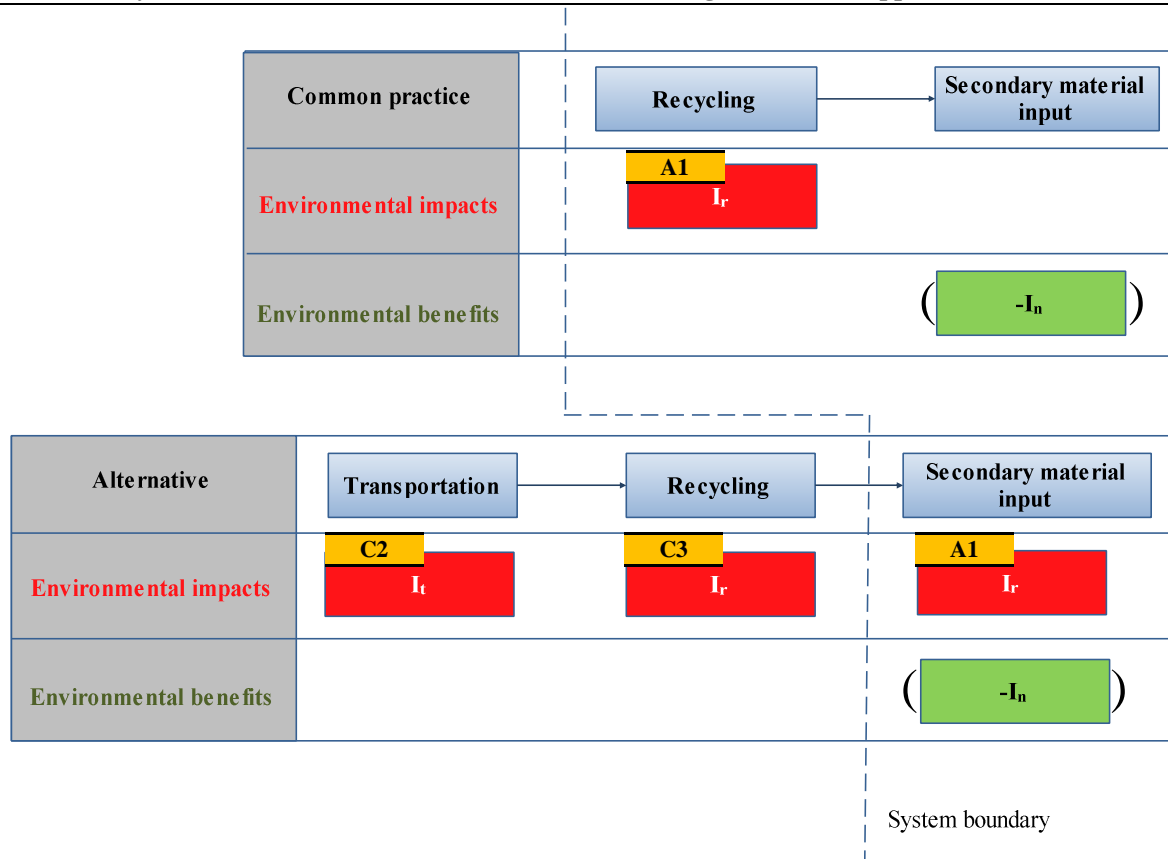 Common practice
Recycling
Secondary material
input
Environmental impacts
A1
Ir
Environmental benefits
(
-In
)
Alternative
Transportation
Recycling
Secondary material
input
Environmental impacts
C2
It
C3
Ir
A1
Ir
Environmental benefits
(
-In
)
System boundary